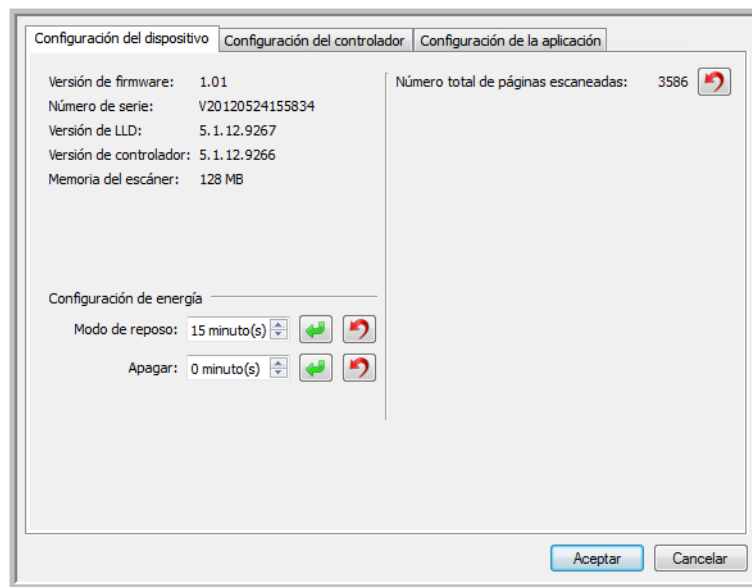 Configuración del dispositivo Configuración del controlador Configuración de la aplicación
Versión de firmware: 1.01
Número de serie: V20120524155834
Versión de LLD: 5.1.12.9267
Versión de controlador: 5.1.12.9266
Memoria del escáner: 128 MB
Número total de páginas escaneadas: 3586
Configuración de energía
Modo de reposo: 15 minuto(s)
Apagar: 0 minuto(s)
Aceptar Cancelar